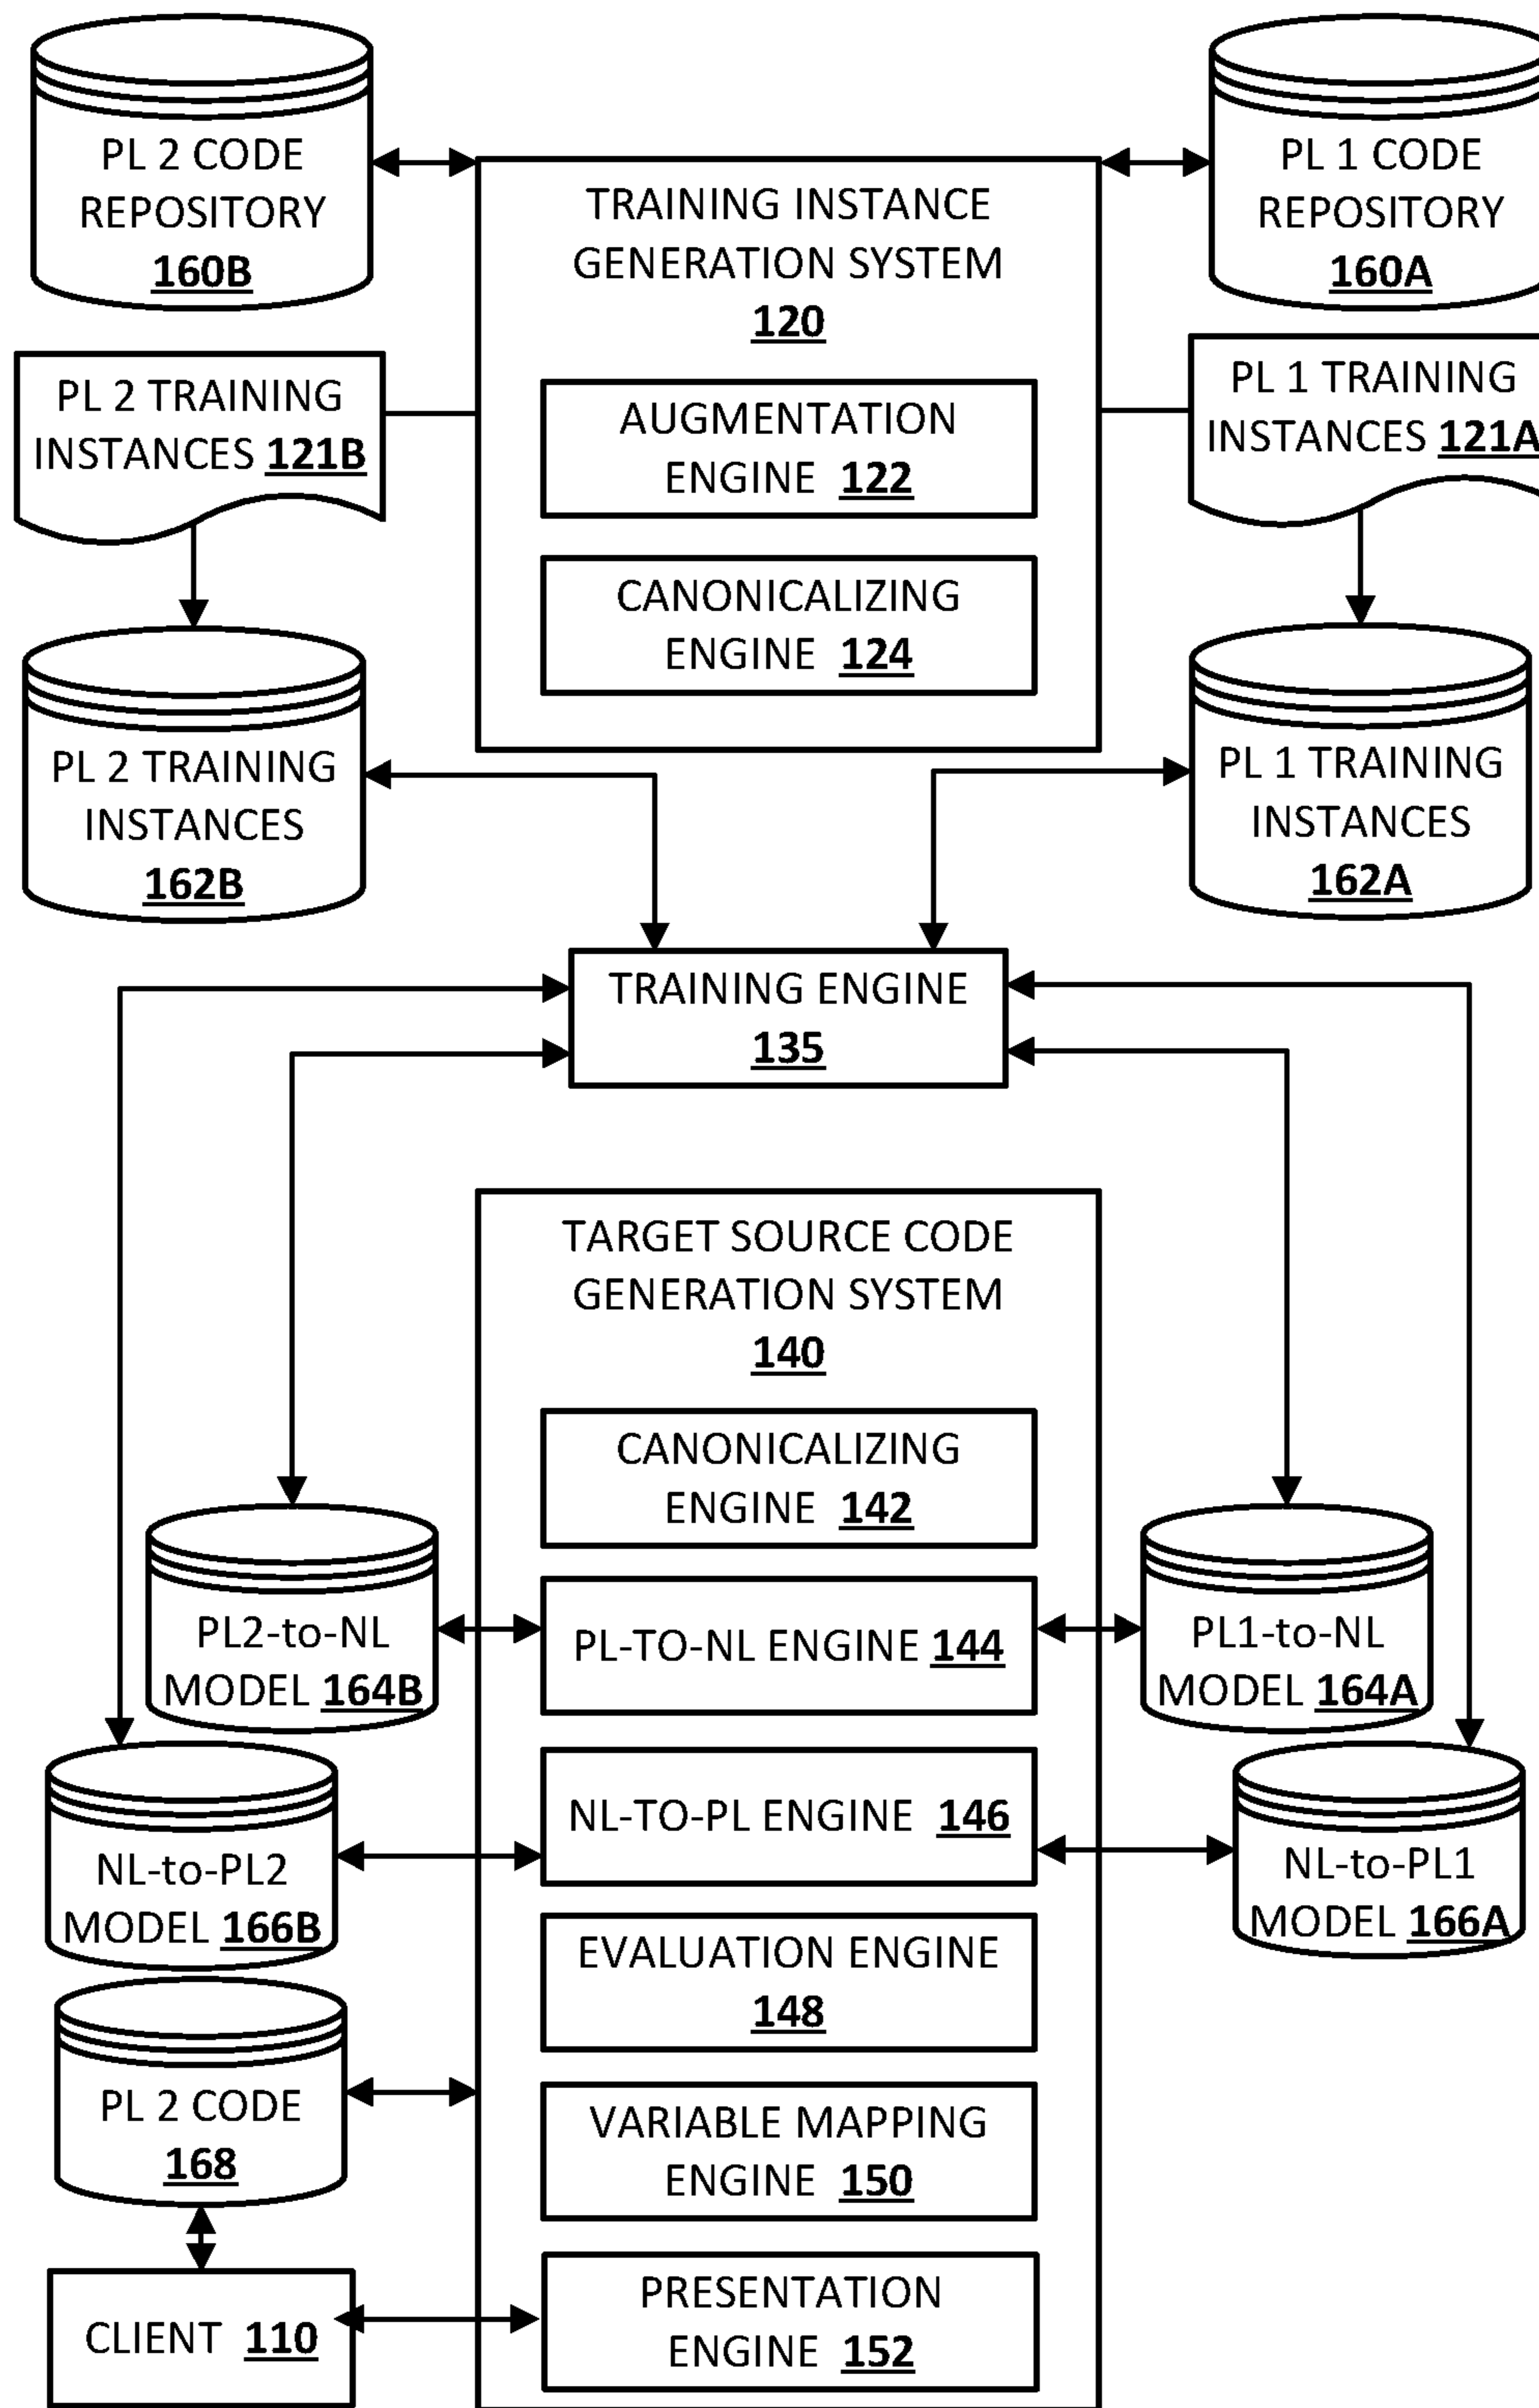 PL 2 CODE
REPOSITORY
160B
PL 1 CODE
REPOSITORY
160A
TRAINING INSTANCE
GENERATION SYSTEM
120
AUGMENTATION
ENGINE 122
CANONICALIZING
ENGINE 124
PL 2 TRAINING
INSTANCES 121B
PL 1 TRAINING
INSTANCES 121A
PL 2 TRAINING
INSTANCES
162B
PL 1 TRAINING
INSTANCES
162A
TRAINING ENGINE
135
TARGET SOURCE CODE
GENERATION SYSTEM
140
CANONICALIZING
ENGINE 142
PL2-to-NL
MODEL 164B
PL-TO-NL ENGINE 144
PL1-to-NL
MODEL 164A
NL-to-PL2
MODEL 166B
NL-TO-PL ENGINE 146
NL-to-PL1
MODEL 166A
EVALUATION ENGINE
148
PL 2 CODE
168
VARIABLE MAPPING
ENGINE 150
CLIENT 110
PRESENTATION
ENGINE 152